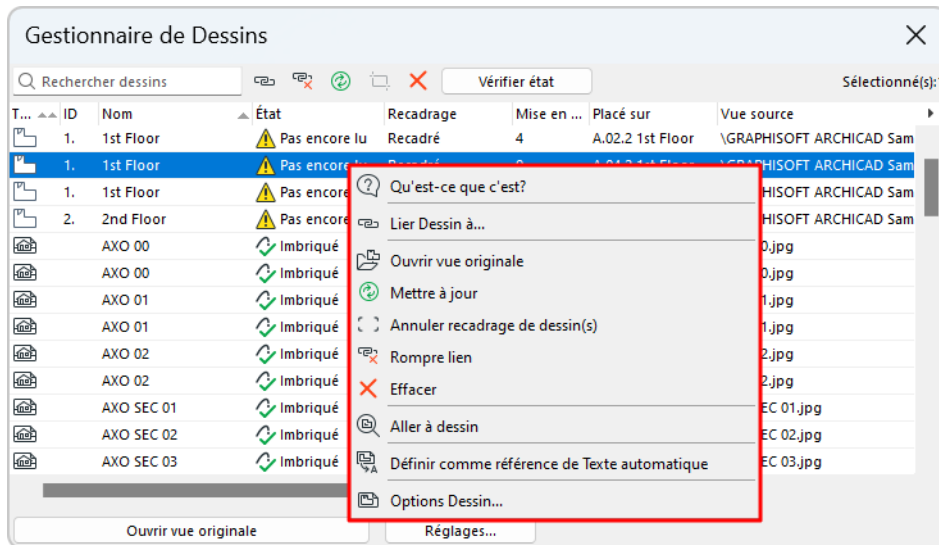 Gestionnaire de Dessins
Rechercher dessins Vérifier état Sélectionné(s):
T... ID Nom État Recadrage Mise en ... Placé sur Vue source
1. 1st Floor Pas encore lu Recadré 4 A.02.2 1st Floor \GRAPHISOFT ARCHICAD Sam
1. 1st Floor Pas encore lu Recadré A.01.2 1st Floor \GRAPHISOFT ARCHICAD Sam
1. 1st Floor Pas encore HISOFT ARCHICAD Sam
2. 2nd Floor Pas encore HISOFT ARCHICAD Sam
AXO 00 Imbriqué 0.jpg
AXO 00 Imbriqué 0.jpg
AXO 01 Imbriqué 1.jpg
AXO 01 Imbriqué 1.jpg
AXO 02 Imbriqué 2.jpg
AXO 02 Imbriqué 2.jpg
AXO SEC 01 Imbriqué EC 01.jpg
AXO SEC 02 Imbriqué EC 02.jpg
AXO SEC 03 Imbriqué EC 03.jpg
Qu'est-ce que c'est?
Lier Dessin à...
Ouvrir vue originale
Mettre à jour
Annuler recadrage de dessin(s)
Rompre lien
Effacer
Aller à dessin
Définir comme référence de Texte automatique
Options Dessin...
Ouvrir vue originale Réglages...